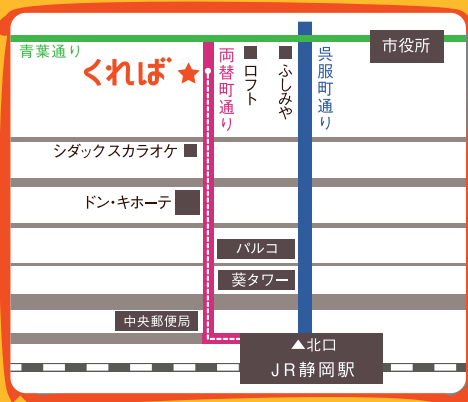 青葉通り
市役所
くれば
両替町通り
ロフト
ふしみや
呉服町通り
シダックスカラオケ
ドン・キホーテ
パルコ
葵タワー
中央郵便局
▲北口
JR静岡駅